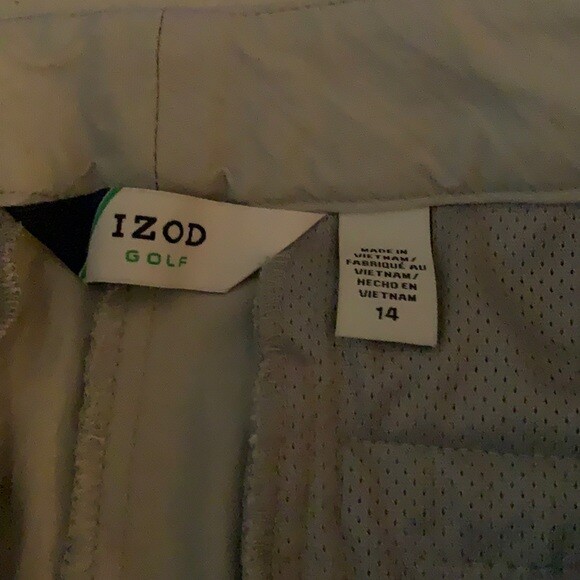 IZOD
GOLF
MADE IN
VIETNAM/
FABRIQUÉ AU
VIETNAM/
HECHO EN
VIETNAM
14